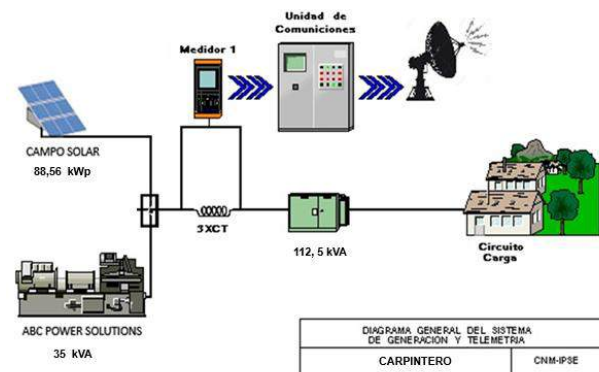 Unidad de
Comuniciones
Medidor 1
CAMPO SOLAR
88,56 kWp
3XCT
112, 5 kVA
Circuito
Carga
ABC POWER SOLUTIONS
35 kVA
DIAGRAMA GENERAL DEL SISTEMA
DE GENERACION Y TELEMETRIA
CARPINTERO
CNM-IPSE